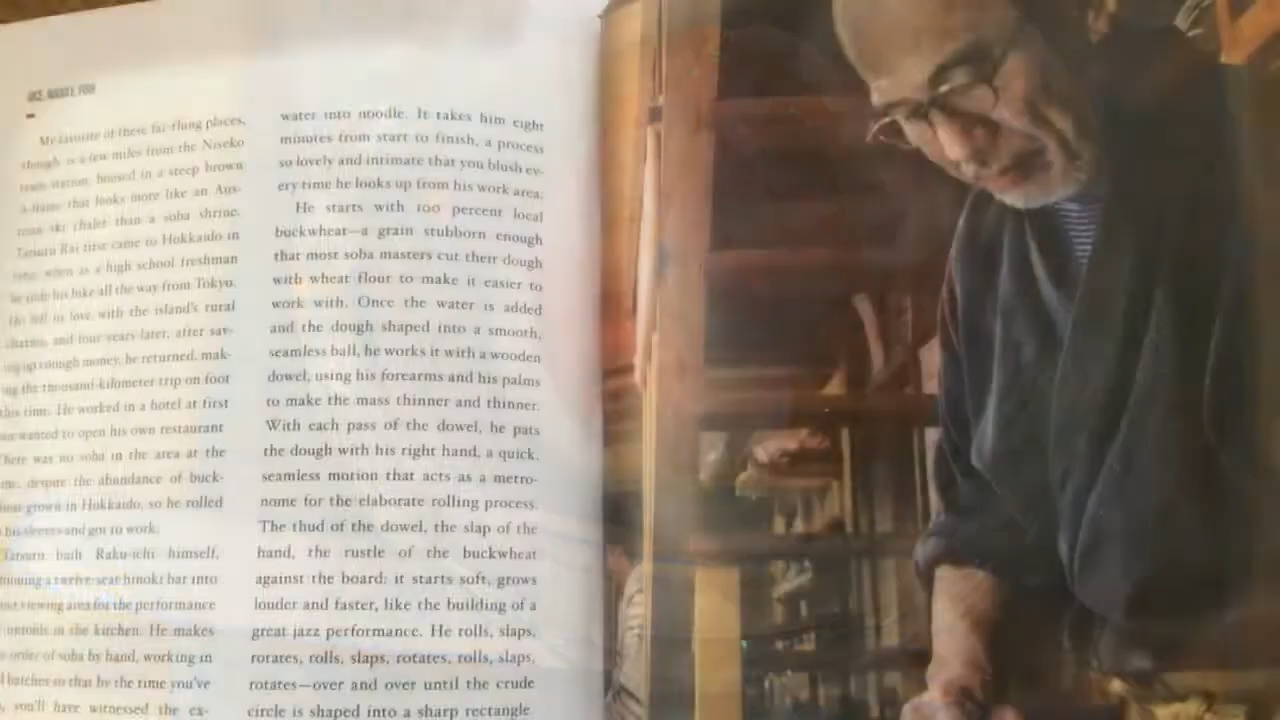 RICE, NOODLE, FISH
My favorite of these far-flung places,
though, is a few miles from the Niseko
train station, housed in a steep brown
A-frame that looks more like an Aus-
trian ski chalet than a soba shrine.
Tatsuru Rai first came to Hokkaido in
when as a high school freshman
he rode his bike all the way from Tokyo.
He fell in love with the island's rural
charms, and four years later, after sav-
ing up enough money, he returned, mak-
ing the thousand-kilometer trip on foot
this time. He worked in a hotel at first
but wanted to open his own restaurant
There was no soba in the area at the
time, despite the abundance of buck-
wheat grown in Hokkaido, so he rolled
his sleeves and got to work.
Tatsuru built Raku-ichi himself,
turning a twelve-seat hinoki bar into
viewing area for the performance
unfolds in the kitchen. He makes
order of soba by hand, working in
batches so that by the time you've
you'll have witnessed the ex-
water into noodle. It takes him eight
minutes from start to finish, a process
so lovely and intimate that you blush ev-
ery time he looks up from his work area.
He starts with 100 percent local
buckwheat—a grain stubborn enough
that most soba masters cut their dough
with wheat flour to make it easier to
work with. Once the water is added
and the dough shaped into a smooth,
seamless ball, he works it with a wooden
dowel, using his forearms and his palms
to make the mass thinner and thinner.
With each pass of the dowel, he pats
the dough with his right hand, a quick,
seamless motion that acts as a metro-
nome for the elaborate rolling process.
The thud of the dowel, the slap of the
hand, the rustle of the buckwheat
against the board: it starts soft, grows
louder and faster, like the building of a
great jazz performance. He rolls, slaps,
rotates, rolls, slaps, rotates, rolls, slaps,
rotates—over and over until the crude
circle is shaped into a sharp rectangle